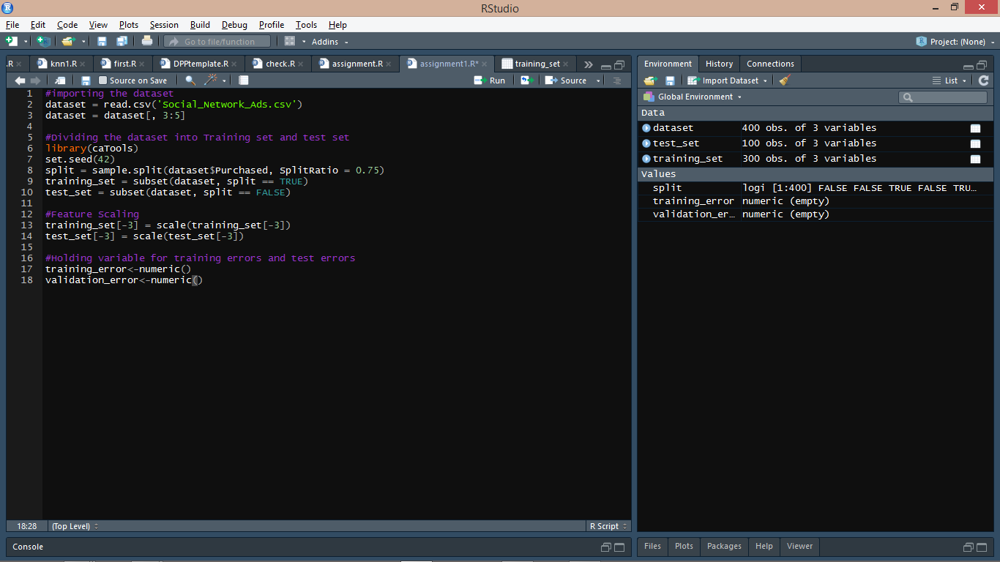 RStudio
File Edit Code View Plots Session Build Debug Profile Tools Help
Go to file/function Addins Project: (None)
.R knn1.R first.R DPPtemplate.R check.R assignment.R assignment1.R* training_set
Source on Save Run Source
1 #importing the dataset
2 dataset = read.csv('Social_Network_Ads.csv')
3 dataset = dataset[, 3:5]
4
5 #Dividing the dataset into Training set and test set
6 library(caTools)
7 set.seed(42)
8 split = sample.split(dataset$Purchased, SplitRatio = 0.75)
9 training_set = subset(dataset, split == TRUE)
10 test_set = subset(dataset, split == FALSE)
11
12 #Feature Scaling
13 training_set[-3] = scale(training_set[-3])
14 test_set[-3] = scale(test_set[-3])
15
16 #Holding variable for training errors and test errors
17 training_error<-numeric()
18 validation_error<-numeric()
18:28 (Top Level) R Script
Console
Environment History Connections
Import Dataset List
Global Environment
Data
dataset 400 obs. of 3 variables
test_set 100 obs. of 3 variables
training_set 300 obs. of 3 variables
Values
split logi [1:400] FALSE FALSE TRUE FALSE TRU…
training_error numeric (empty)
validation_er… numeric (empty)
Files Plots Packages Help Viewer